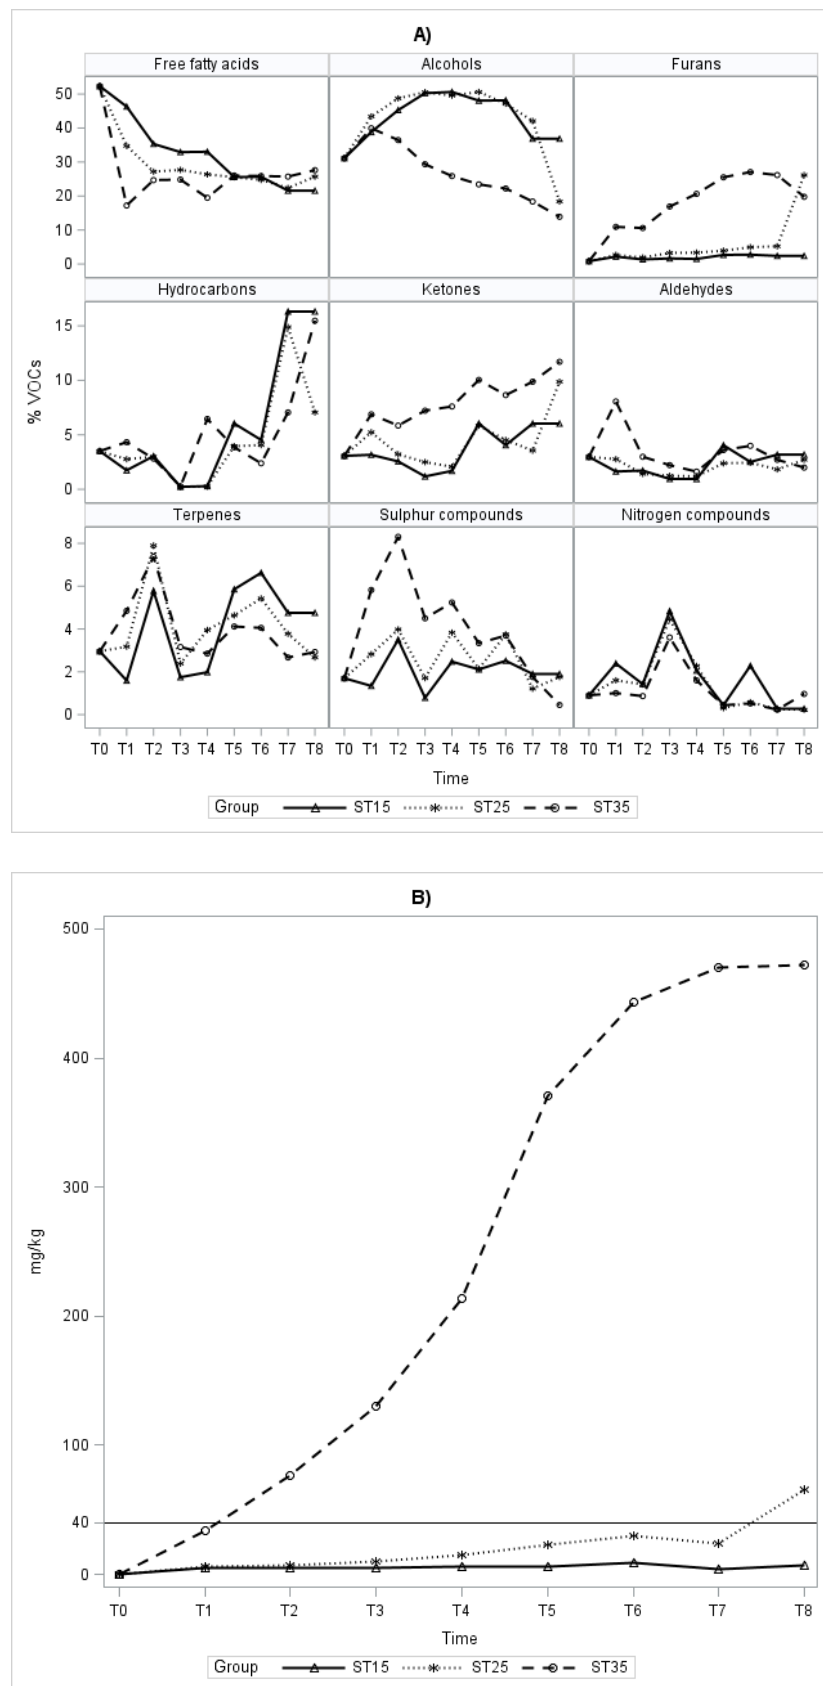 A)
Free fatty acids Alcohols Furans
50
40
30
20
10
0
Hydrocarbons Ketones Aldehydes
15
10
5
0
% VOCs
Terpenes Sulphur compounds Nitrogen compounds
8
6
4
2
0
T0 T1 T2 T3 T4 T5 T6 T7 T8 T0 T1 T2 T3 T4 T5 T6 T7 T8 T0 T1 T2 T3 T4 T5 T6 T7 T8
Time
Group ST15 ST25 ST35
B)
500
400
300
200
100
40
0
mg/kg
T0 T1 T2 T3 T4 T5 T6 T7 T8
Time
Group ST15 ST25 ST35